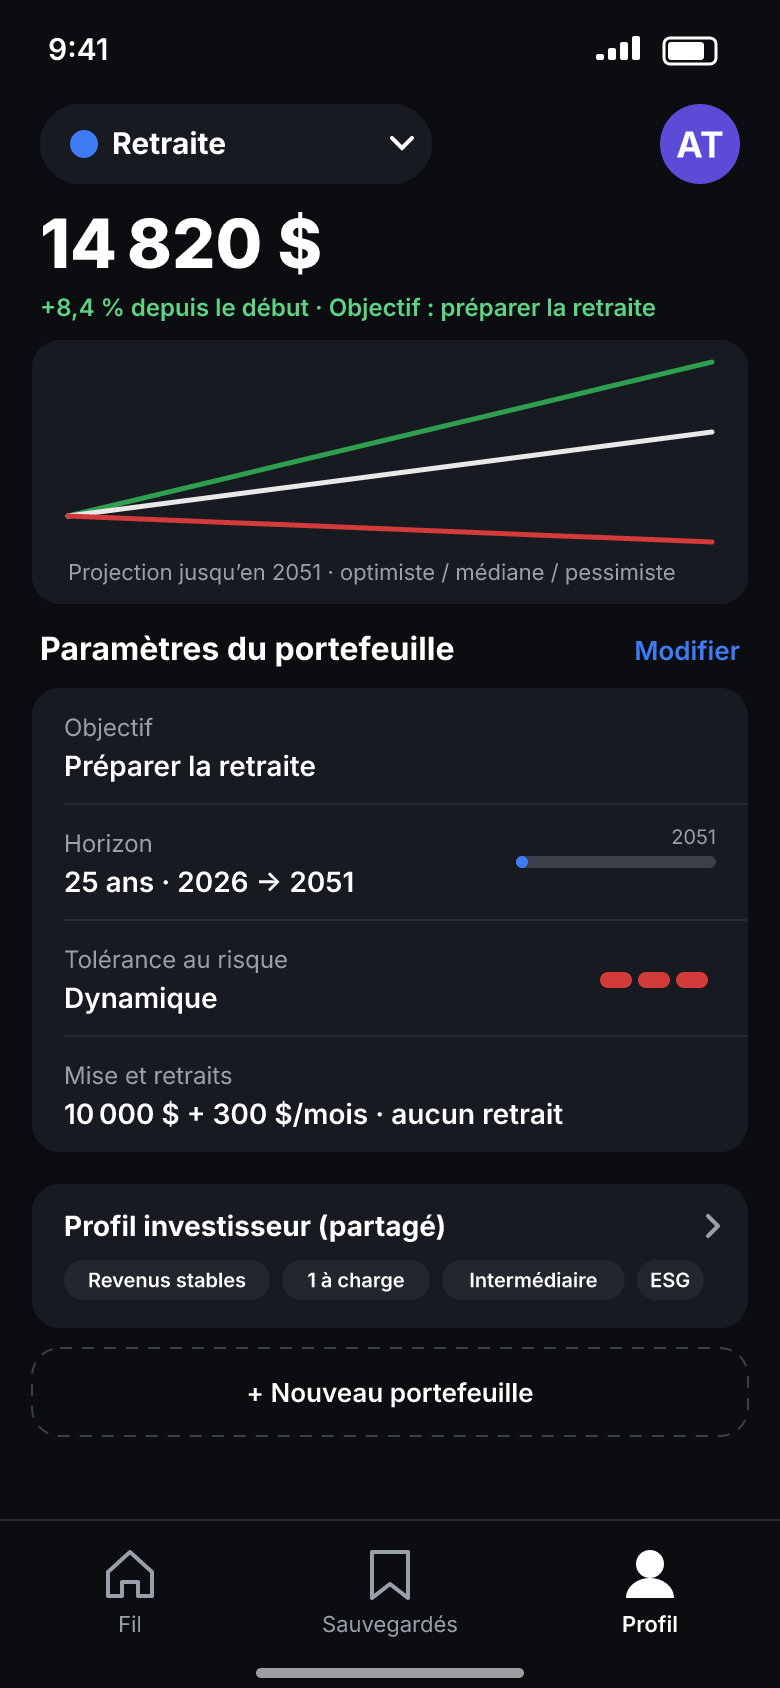 9:41
Retraite
AT
14 820 $
+8,4 % depuis le début · Objectif : préparer la retraite
Projection jusqu’en 2051 · optimiste / médiane / pessimiste
Paramètres du portefeuille
Modifier
Objectif
Préparer la retraite
Horizon
2051
25 ans · 2026 → 2051
Tolérance au risque
Dynamique
Mise et retraits
10 000 $ + 300 $/mois · aucun retrait
Profil investisseur (partagé)
Revenus stables
1 à charge
Intermédiaire
ESG
+ Nouveau portefeuille
Fil
Sauvegardés
Profil